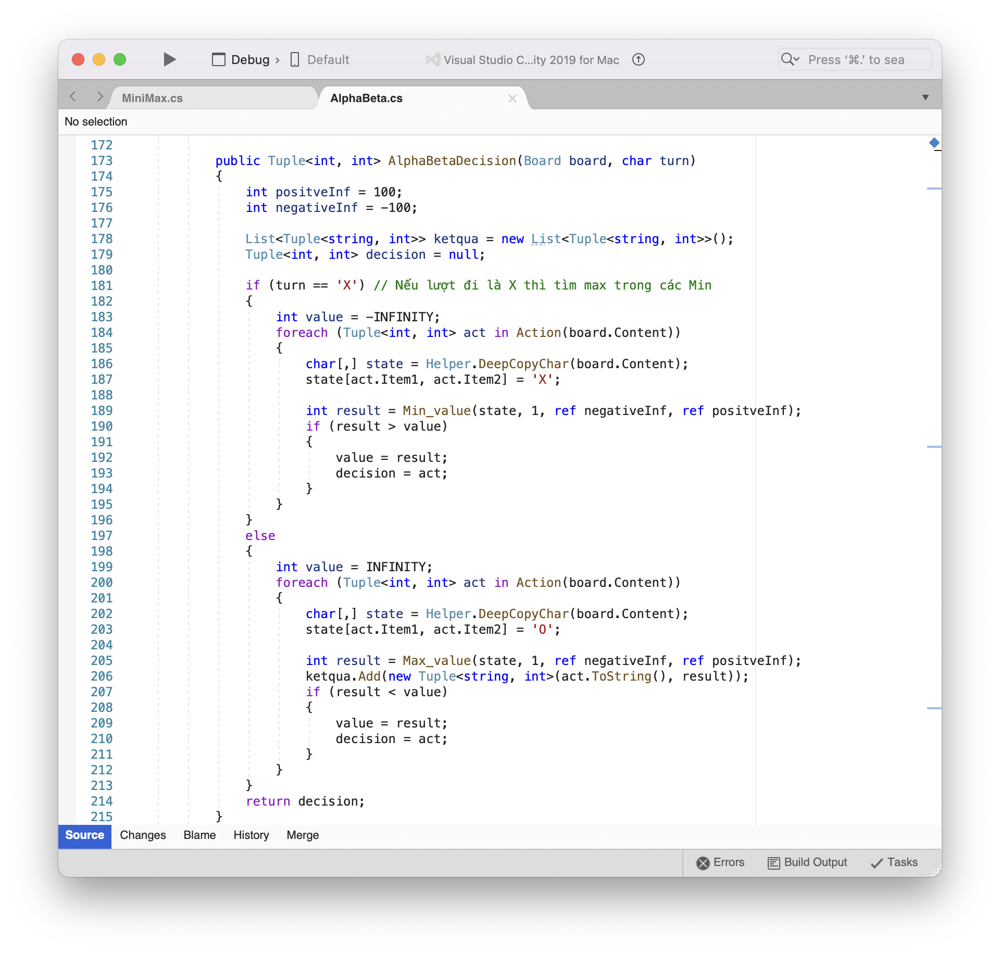 Debug › Default
Visual Studio C...ity 2019 for Mac
Press ‘⌘.’ to sea
MiniMax.cs
AlphaBeta.cs
No selection
172
173 public Tuple<int, int> AlphaBetaDecision(Board board, char turn)
174 {
175 int positveInf = 100;
176 int negativeInf = -100;
177
178 List<Tuple<string, int>> ketqua = new List<Tuple<string, int>>();
179 Tuple<int, int> decision = null;
180
181 if (turn == 'X') // Nếu lượt đi là X thì tìm max trong các Min
182 {
183 int value = -INFINITY;
184 foreach (Tuple<int, int> act in Action(board.Content))
185 {
186 char[,] state = Helper.DeepCopyChar(board.Content);
187 state[act.Item1, act.Item2] = 'X';
188
189 int result = Min_value(state, 1, ref negativeInf, ref positveInf);
190 if (result > value)
191 {
192 value = result;
193 decision = act;
194 }
195 }
196 }
197 else
198 {
199 int value = INFINITY;
200 foreach (Tuple<int, int> act in Action(board.Content))
201 {
202 char[,] state = Helper.DeepCopyChar(board.Content);
203 state[act.Item1, act.Item2] = 'O';
204
205 int result = Max_value(state, 1, ref negativeInf, ref positveInf);
206 ketqua.Add(new Tuple<string, int>(act.ToString(), result));
207 if (result < value)
208 {
209 value = result;
210 decision = act;
211 }
212 }
213 }
214 return decision;
215 }
Source Changes Blame History Merge
Errors Build Output Tasks